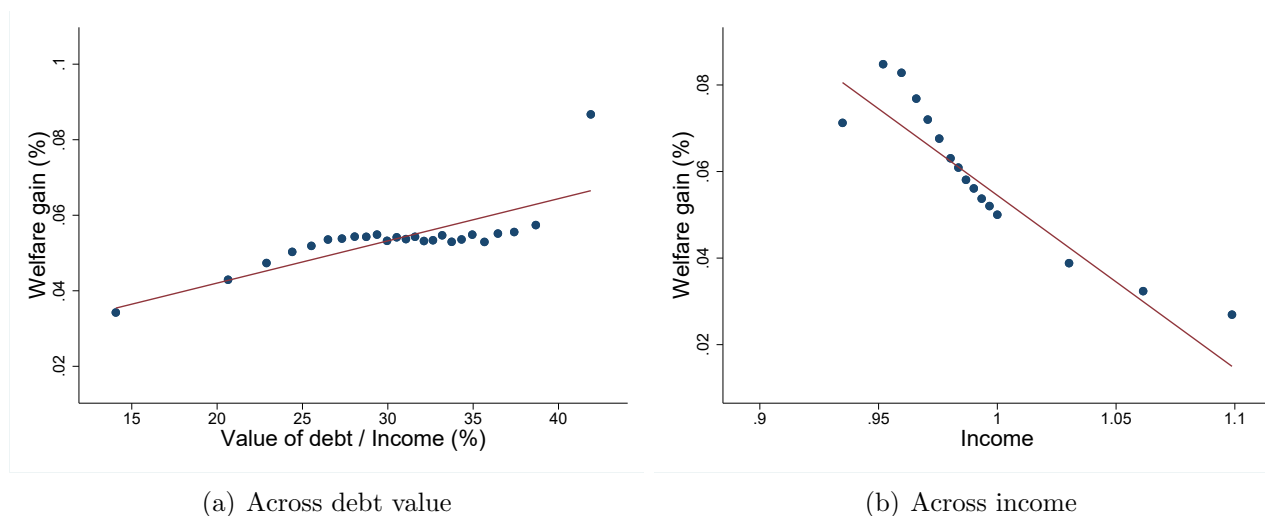 Welfare gain (%)
.1
.08
.06
.04
.02
15 20 25 30 35 40
Value of debt / Income (%)
(a) Across debt value
Welfare gain (%)
.08
.06
.04
.02
.9 .95 1 1.05 1.1
Income
(b) Across income